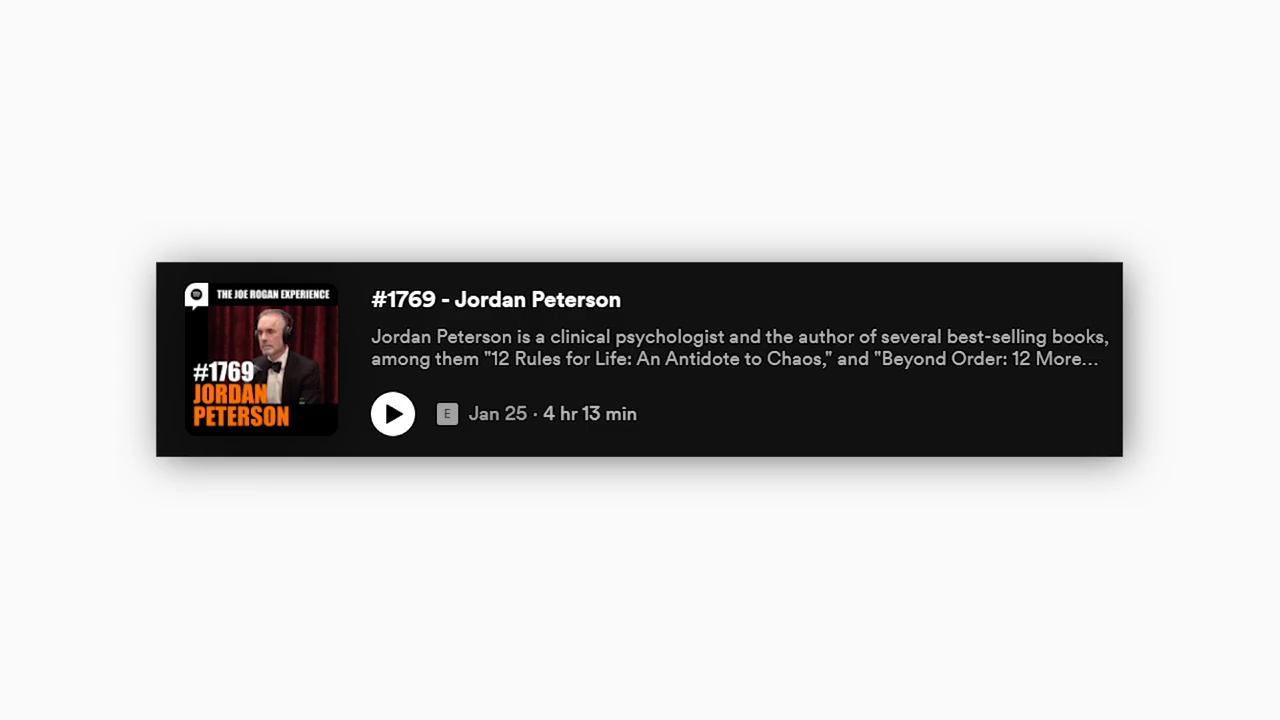 THE JOE ROGAN EXPERIENCE
#1769
JORDAN
PETERSON
#1769 - Jordan Peterson
Jordan Peterson is a clinical psychologist and the author of several best-selling books,
among them "12 Rules for Life: An Antidote to Chaos," and "Beyond Order: 12 More...
E Jan 25 · 4 hr 13 min